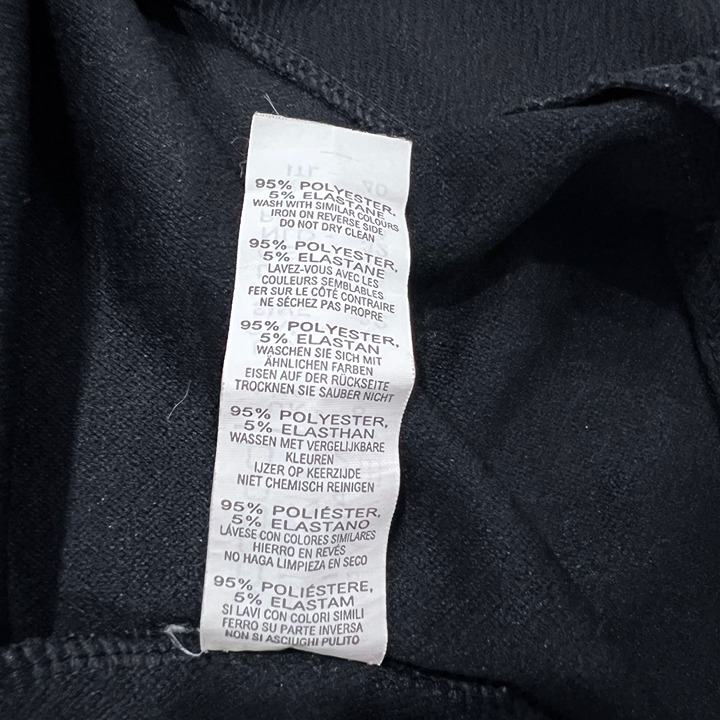 95% POLYESTER,
5% ELASTANE
WASH WITH SIMILAR COLOURS
IRON ON REVERSE SIDE
DO NOT DRY CLEAN
95% POLYESTER,
5% ELASTANE
LAVEZ-VOUS AVEC LES
COULEURS SEMBLABLES
FER SUR LE CÔTÉ CONTRAIRE
NE SÉCHEZ PAS PROPRE
95% POLYESTER,
5% ELASTAN
WASCHEN SIE SICH MIT
ÄHNLICHEN FARBEN
EISEN AUF DER RÜCKSEITE
TROCKNEN SIE SAUBER NICHT
95% POLYESTER,
5% ELASTHAN
WASSEN MET VERGELIJKBARE
KLEUREN
IJZER OP KEERZIJDE
NIET CHEMISCH REINIGEN
95% POLIÉSTER,
5% ELASTANO
LÁVESE CON COLORES SIMILARES
HIERRO EN REVÉS
NO HAGA LIMPIEZA EN SECO
95% POLIÉSTERE,
5% ELASTAM
SI LAVI CON COLORI SIMILI
FERRO SU PARTE INVERSA
NON SI ASCIUGHI PULITO